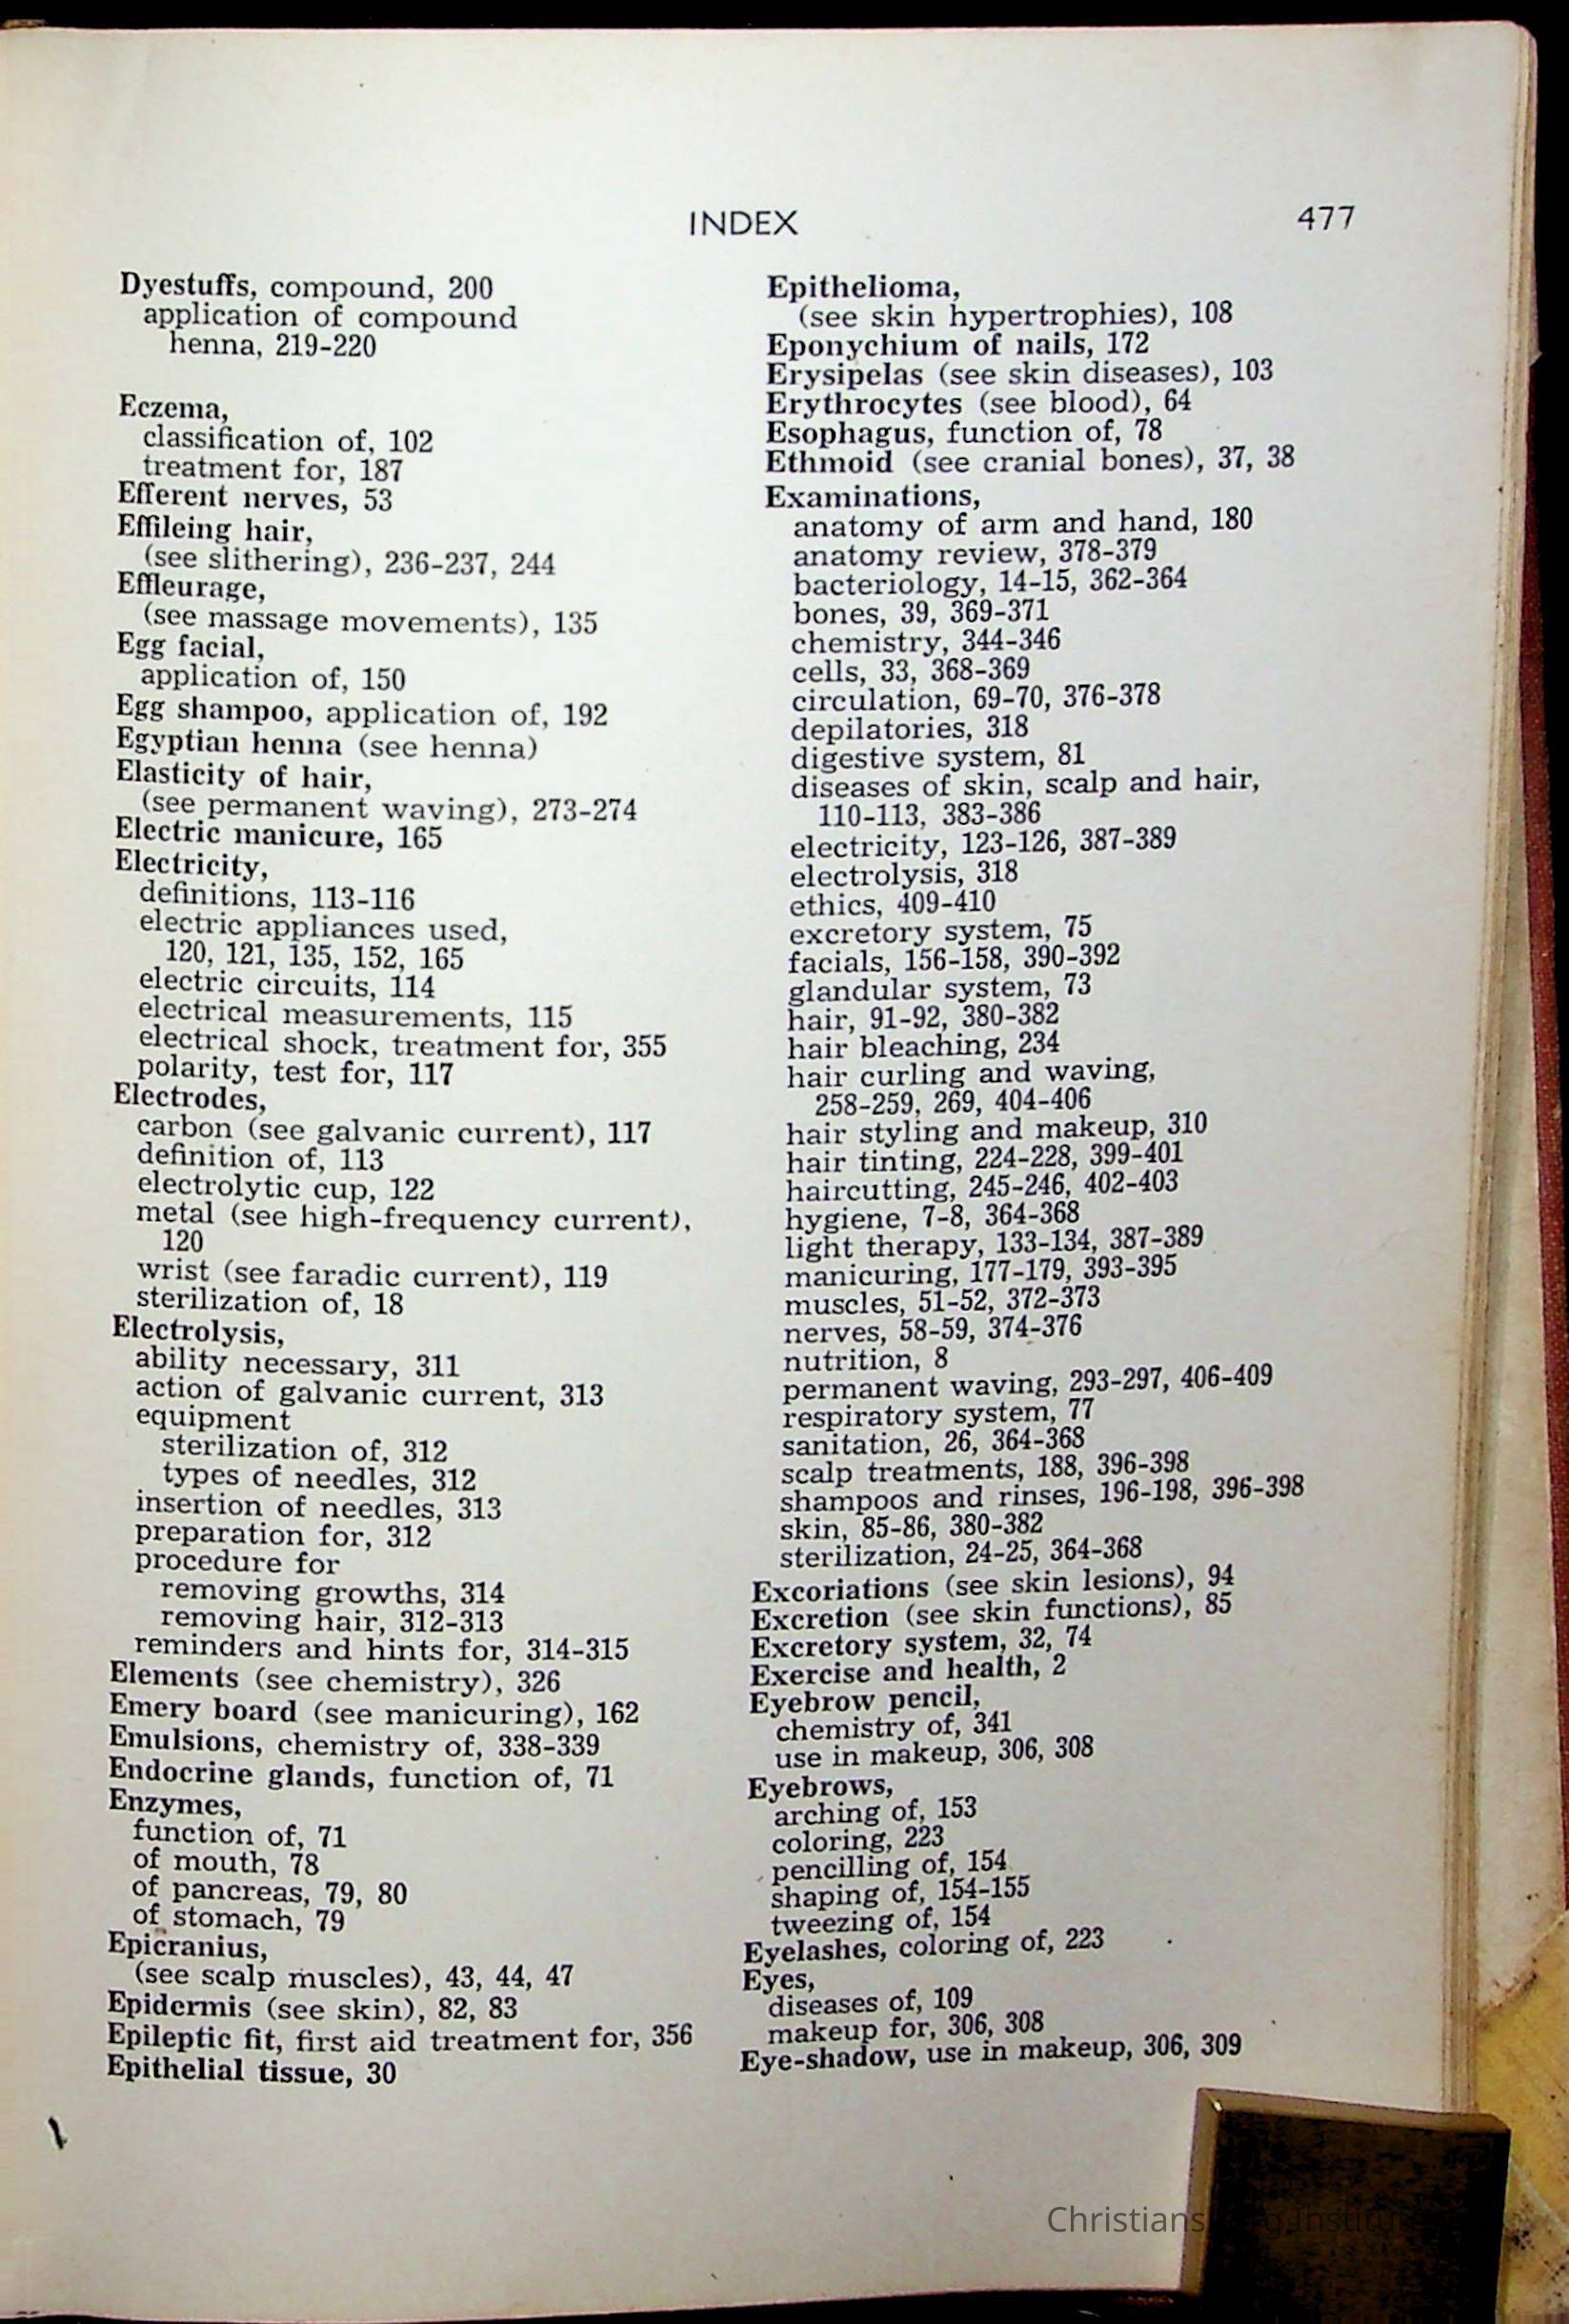 INDEX
477
Dyestuffs, compound, 200
application of compound
henna, 219-220
Eczema,
classification of, 102
treatment for, 187
Efferent nerves, 53
Effileing hair,
(see slithering), 236-237, 244
Effleurage,
(see massage movements), 135
Egg facial,
application of, 150
Egg shampoo, application of, 192
Egyptian henna (see henna)
Elasticity of hair,
(see permanent waving), 273-274
Electric manicure, 165
Electricity,
definitions, 113-116
electric appliances used,
120, 121, 135, 152, 165
electric circuits, 114
electrical measurements, 115
electrical shock, treatment for, 355
polarity, test for, 117
Electrodes,
carbon (see galvanic current), 117
definition of, 113
electrolytic cup, 122
metal (see high-frequency current),
120
wrist (see faradic current), 119
sterilization of, 18
Electrolysis,
ability necessary, 311
action of galvanic current, 313
equipment
sterilization of, 312
types of needles, 312
insertion of needles, 313
preparation for, 312
procedure for
removing growths, 314
removing hair, 312-313
reminders and hints for, 314-315
Elements (see chemistry), 326
Emery board (see manicuring), 162
Emulsions, chemistry of, 338-339
Endocrine glands, function of, 71
Enzymes,
function of, 71
of mouth, 78
of pancreas, 79, 80
of stomach, 79
Epicranius,
(see scalp muscles), 43, 44, 47
Epidermis (see skin), 82, 83
Epileptic fit, first aid treatment for, 356
Epithelial tissue, 30
Epithelioma,
(see skin hypertrophies), 108
Eponychium of nails, 172
Erysipelas (see skin diseases), 103
Erythrocytes (see blood), 64
Esophagus, function of, 78
Ethmoid (see cranial bones), 37, 38
Examinations,
anatomy of arm and hand, 180
anatomy review, 378-379
bacteriology, 14-15, 362-364
bones, 39, 369-371
chemistry, 344-346
cells, 33, 368-369
circulation, 69-70, 376-378
depilatories, 318
digestive system, 81
diseases of skin, scalp and hair,
110-113, 383-386
electricity, 123-126, 387-389
electrolysis, 318
ethics, 409-410
excretory system, 75
facials, 156-158, 390-392
glandular system, 73
hair, 91-92, 380-382
hair bleaching, 234
hair curling and waving,
258-259, 269, 404-406
hair styling and makeup, 310
hair tinting, 224-228, 399-401
haircutting, 245-246, 402-403
hygiene, 7-8, 364-368
light therapy, 133-134, 387-389
manicuring, 177-179, 393-395
muscles, 51-52, 372-373
nerves, 58-59, 374-376
nutrition, 8
permanent waving, 293-297, 406-409
respiratory system, 77
sanitation, 26, 364-368
scalp treatments, 188, 396-398
shampoos and rinses, 196-198, 396-398
skin, 85-86, 380-382
sterilization, 24-25, 364-368
Excoriations (see skin lesions), 94
Excretion (see skin functions), 85
Excretory system, 32, 74
Exercise and health, 2
Eyebrow pencil,
chemistry of, 341
use in makeup, 306, 308
Eyebrows,
arching of, 153
coloring, 223
pencilling of, 154
shaping of, 154-155
tweezing of, 154
Eyelashes, coloring of, 223
Eyes,
diseases of, 109
makeup for, 306, 308
Eye-shadow, use in makeup, 306, 309